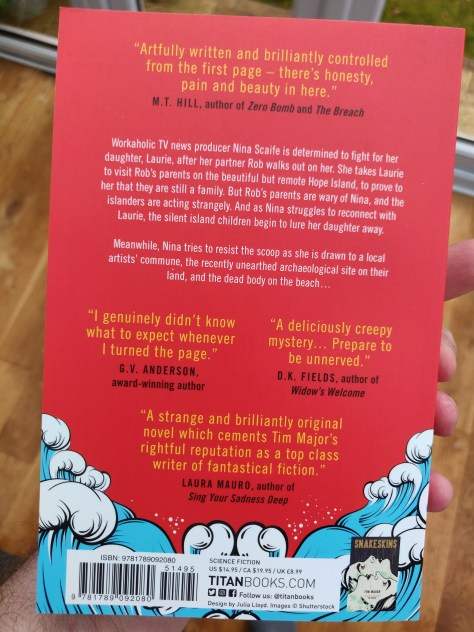 “Artfully written and brilliantly controlled
from the first page – there’s honesty,
pain and beauty in here.”
M.T. HILL, author of Zero Bomb and The Breach
Workaholic TV news producer Nina Scaife is determined to fight for her
daughter, Laurie, after her partner Rob walks out on her. She takes Laurie
to visit Rob’s parents on the beautiful but remote Hope Island, to prove to
her that they are still a family. But Rob’s parents are wary of Nina, and the
islanders are acting strangely. And as Nina struggles to reconnect with
Laurie, the silent island children begin to lure her daughter away.
Meanwhile, Nina tries to resist the scoop as she is drawn to a local
artists’ commune, the recently unearthed archaeological site on their
land, and the dead body on the beach…
“I genuinely didn’t know
what to expect whenever
I turned the page.”
G.V. ANDERSON,
award-winning author
“A deliciously creepy
mystery... Prepare to
be unnerved.”
D.K. FIELDS, author of
Widow’s Welcome
“A strange and brilliantly original
novel which cements Tim Major’s
rightful reputation as a top class
writer of fantastical fiction.”
LAURA MAURO, author of
Sing Your Sadness Deep
ISBN: 9781789092080
51495
9 781789 092080
SCIENCE FICTION
US $14.95 / CA $19.95 / UK £8.99
TITANBOOKS.COM
Follow us: @titanbooks
Design by Julia Lloyd. Images © Shutterstock
SNAKESKINS
TIM MAJOR